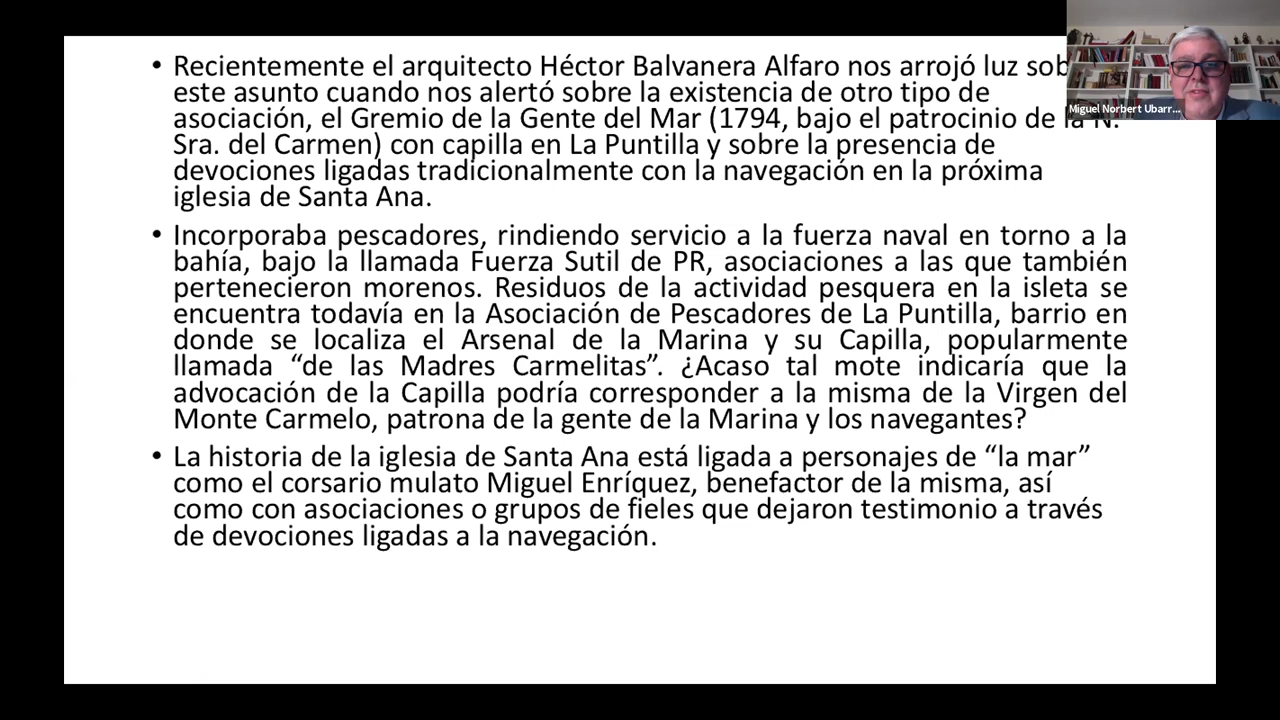 • Recientemente el arquitecto Héctor Balvanera Alfaro nos arrojó luz sob
este asunto cuando nos alertó sobre la existencia de otro tipo de
asociación, el Gremio de la Gente del Mar (1794, bajo el patrocinio de la N.
Sra. del Carmen) con capilla en La Puntilla y sobre la presencia de
devociones ligadas tradicionalmente con la navegación en la próxima
iglesia de Santa Ana.
• Incorporaba pescadores, rindiendo servicio a la fuerza naval en torno a la
bahía, bajo la llamada Fuerza Sutil de PR, asociaciones a las que también
pertenecieron morenos. Residuos de la actividad pesquera en la isleta se
encuentra todavía en la Asociación de Pescadores de La Puntilla, barrio en
donde se localiza el Arsenal de la Marina y su Capilla, popularmente
llamada “de las Madres Carmelitas”. ¿Acaso tal mote indicaría que la
advocación de la Capilla podría corresponder a la misma de la Virgen del
Monte Carmelo, patrona de la gente de la Marina y los navegantes?
• La historia de la iglesia de Santa Ana está ligada a personajes de “la mar”
como el corsario mulato Miguel Enríquez, benefactor de la misma, así
como con asociaciones o grupos de fieles que dejaron testimonio a través
de devociones ligadas a la navegación.
Miguel Norbert Ubarr...